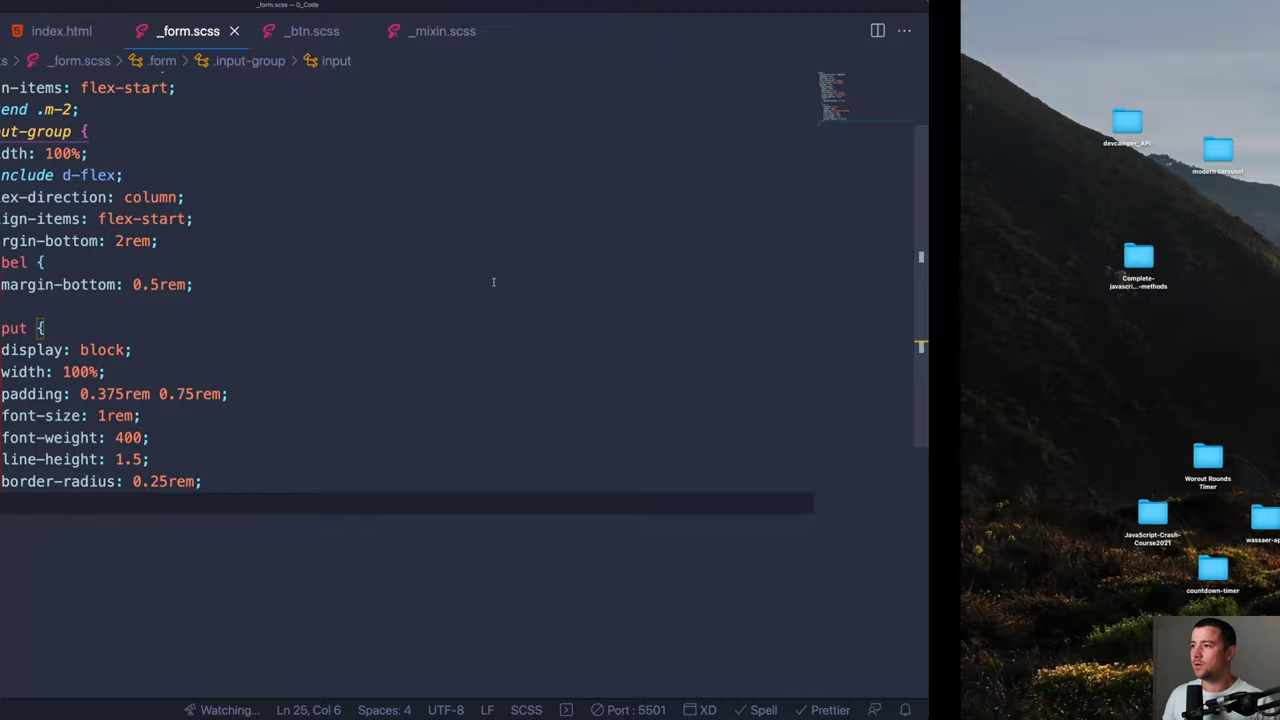 _form.scss — D_Code
index.html
_form.scss
_btn.scss
_mixin.scss
ts > _form.scss > .form > .input-group > input
n-items: flex-start;
end .m-2;
ut-group {
idth: 100%;
nclude d-flex;
ex-direction: column;
ign-items: flex-start;
rgin-bottom: 2rem;
bel {
margin-bottom: 0.5rem;
put {
display: block;
width: 100%;
padding: 0.375rem 0.75rem;
font-size: 1rem;
font-weight: 400;
line-height: 1.5;
border-radius: 0.25rem;
Watching... Ln 25, Col 6 Spaces: 4 UTF-8 LF SCSS Port : 5501 XD Spell Prettier
devcamper_API
modern carousel
Complete-
javascri...-methods
Worout Rounds
Timer
JavaScript-Crash-
Course2021
wassaer-ap
countdown-timer